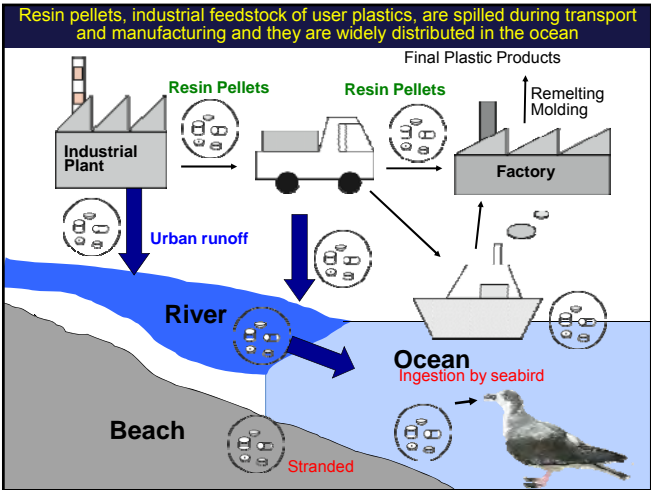 Resin pellets, industrial feedstock of user plastics, are spilled during transport
and manufacturing and they are widely distributed in the ocean
Final Plastic Products
Resin Pellets
Resin Pellets
Remelting
Molding
Industrial
Plant
Factory
Urban runoff
River
Ocean
Ingestion by seabird
Beach
Stranded